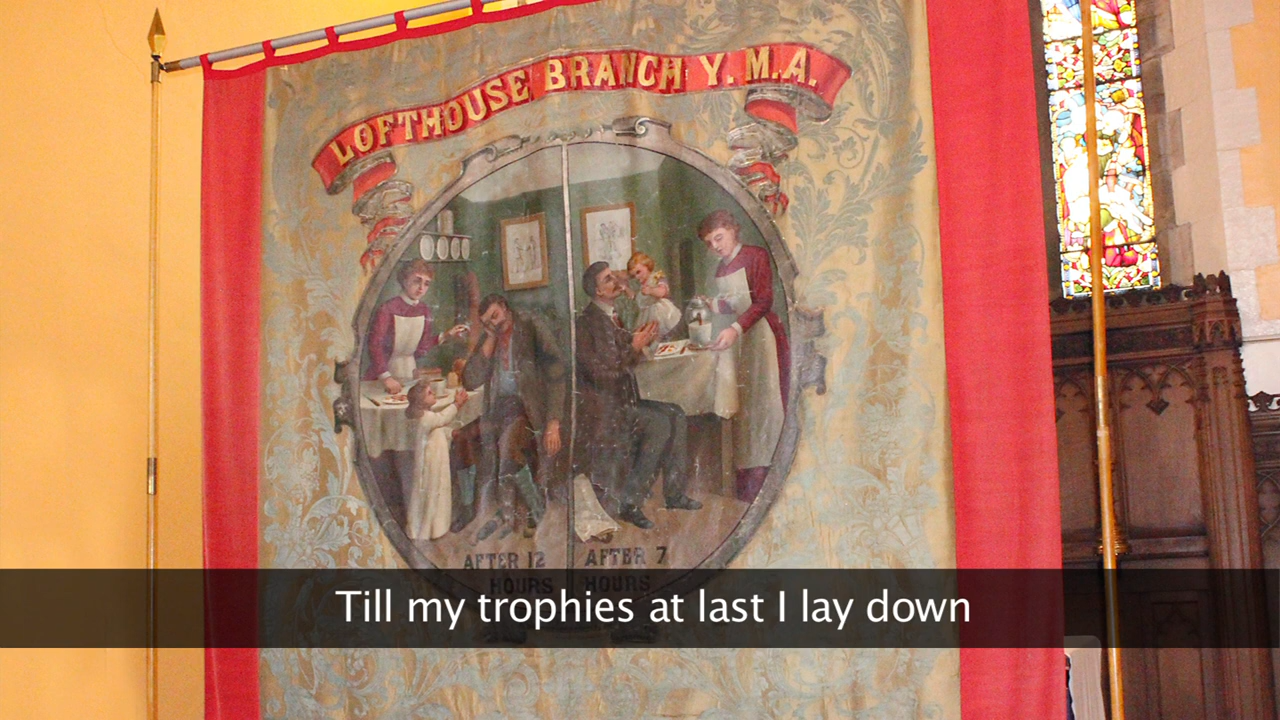 LOFTHOUSE BRANCH Y. M.A.
AFTER 12
HOURS
AFTER 7
HOURS
Till my trophies at last I lay down